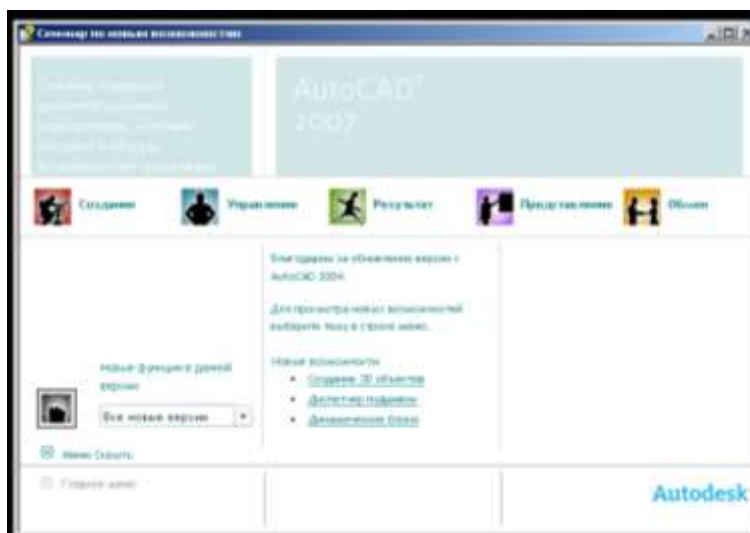 Семинар по новым возможностям
AutoCAD
2007
Создание
Управление
Результат
Представление
Обмен
Благодарим за обновление версии с
AutoCAD 2004.
Для просмотра новых возможностей
выберите тему в строке меню.
Новые возможности
Создание 3D объектов
Диспетчер подшивок
Динамические блоки
Новые функции в данной
версии
Все новые версии
Меню Скрыть
Главное меню
Autodesk